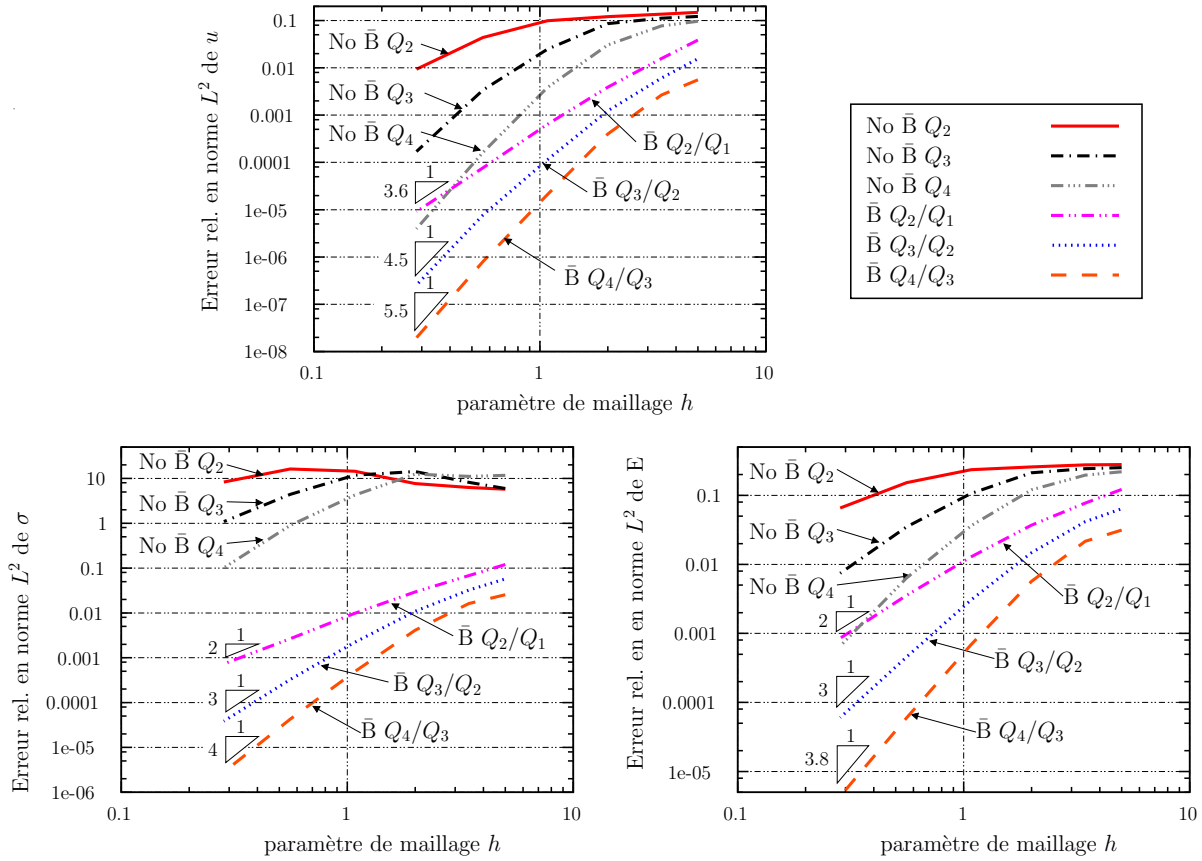 0.1
0.01
0.001
0.0001
1e-05
1e-06
1e-07
1e-08
0.1
1
10
Erreur rel. en norme L² de u
paramètre de maillage h
No B̄ Q₂
No B̄ Q₃
No B̄ Q₄
B̄ Q₂/Q₁
B̄ Q₃/Q₂
B̄ Q₄/Q₃
1
3.6
1
4.5
1
5.5
No B̄ Q₂
No B̄ Q₃
No B̄ Q₄
B̄ Q₂/Q₁
B̄ Q₃/Q₂
B̄ Q₄/Q₃
10
1
0.1
0.01
0.001
0.0001
1e-05
1e-06
0.1
1
10
Erreur rel. en norme L² de σ
paramètre de maillage h
No B̄ Q₂
No B̄ Q₃
No B̄ Q₄
B̄ Q₂/Q₁
B̄ Q₃/Q₂
B̄ Q₄/Q₃
1
2
1
3
1
4
0.1
0.01
0.001
0.0001
1e-05
0.1
1
10
Erreur rel. en en norme L² de E
paramètre de maillage h
No B̄ Q₂
No B̄ Q₃
No B̄ Q₄
B̄ Q₂/Q₁
B̄ Q₃/Q₂
B̄ Q₄/Q₃
1
2
1
3
1
3.8